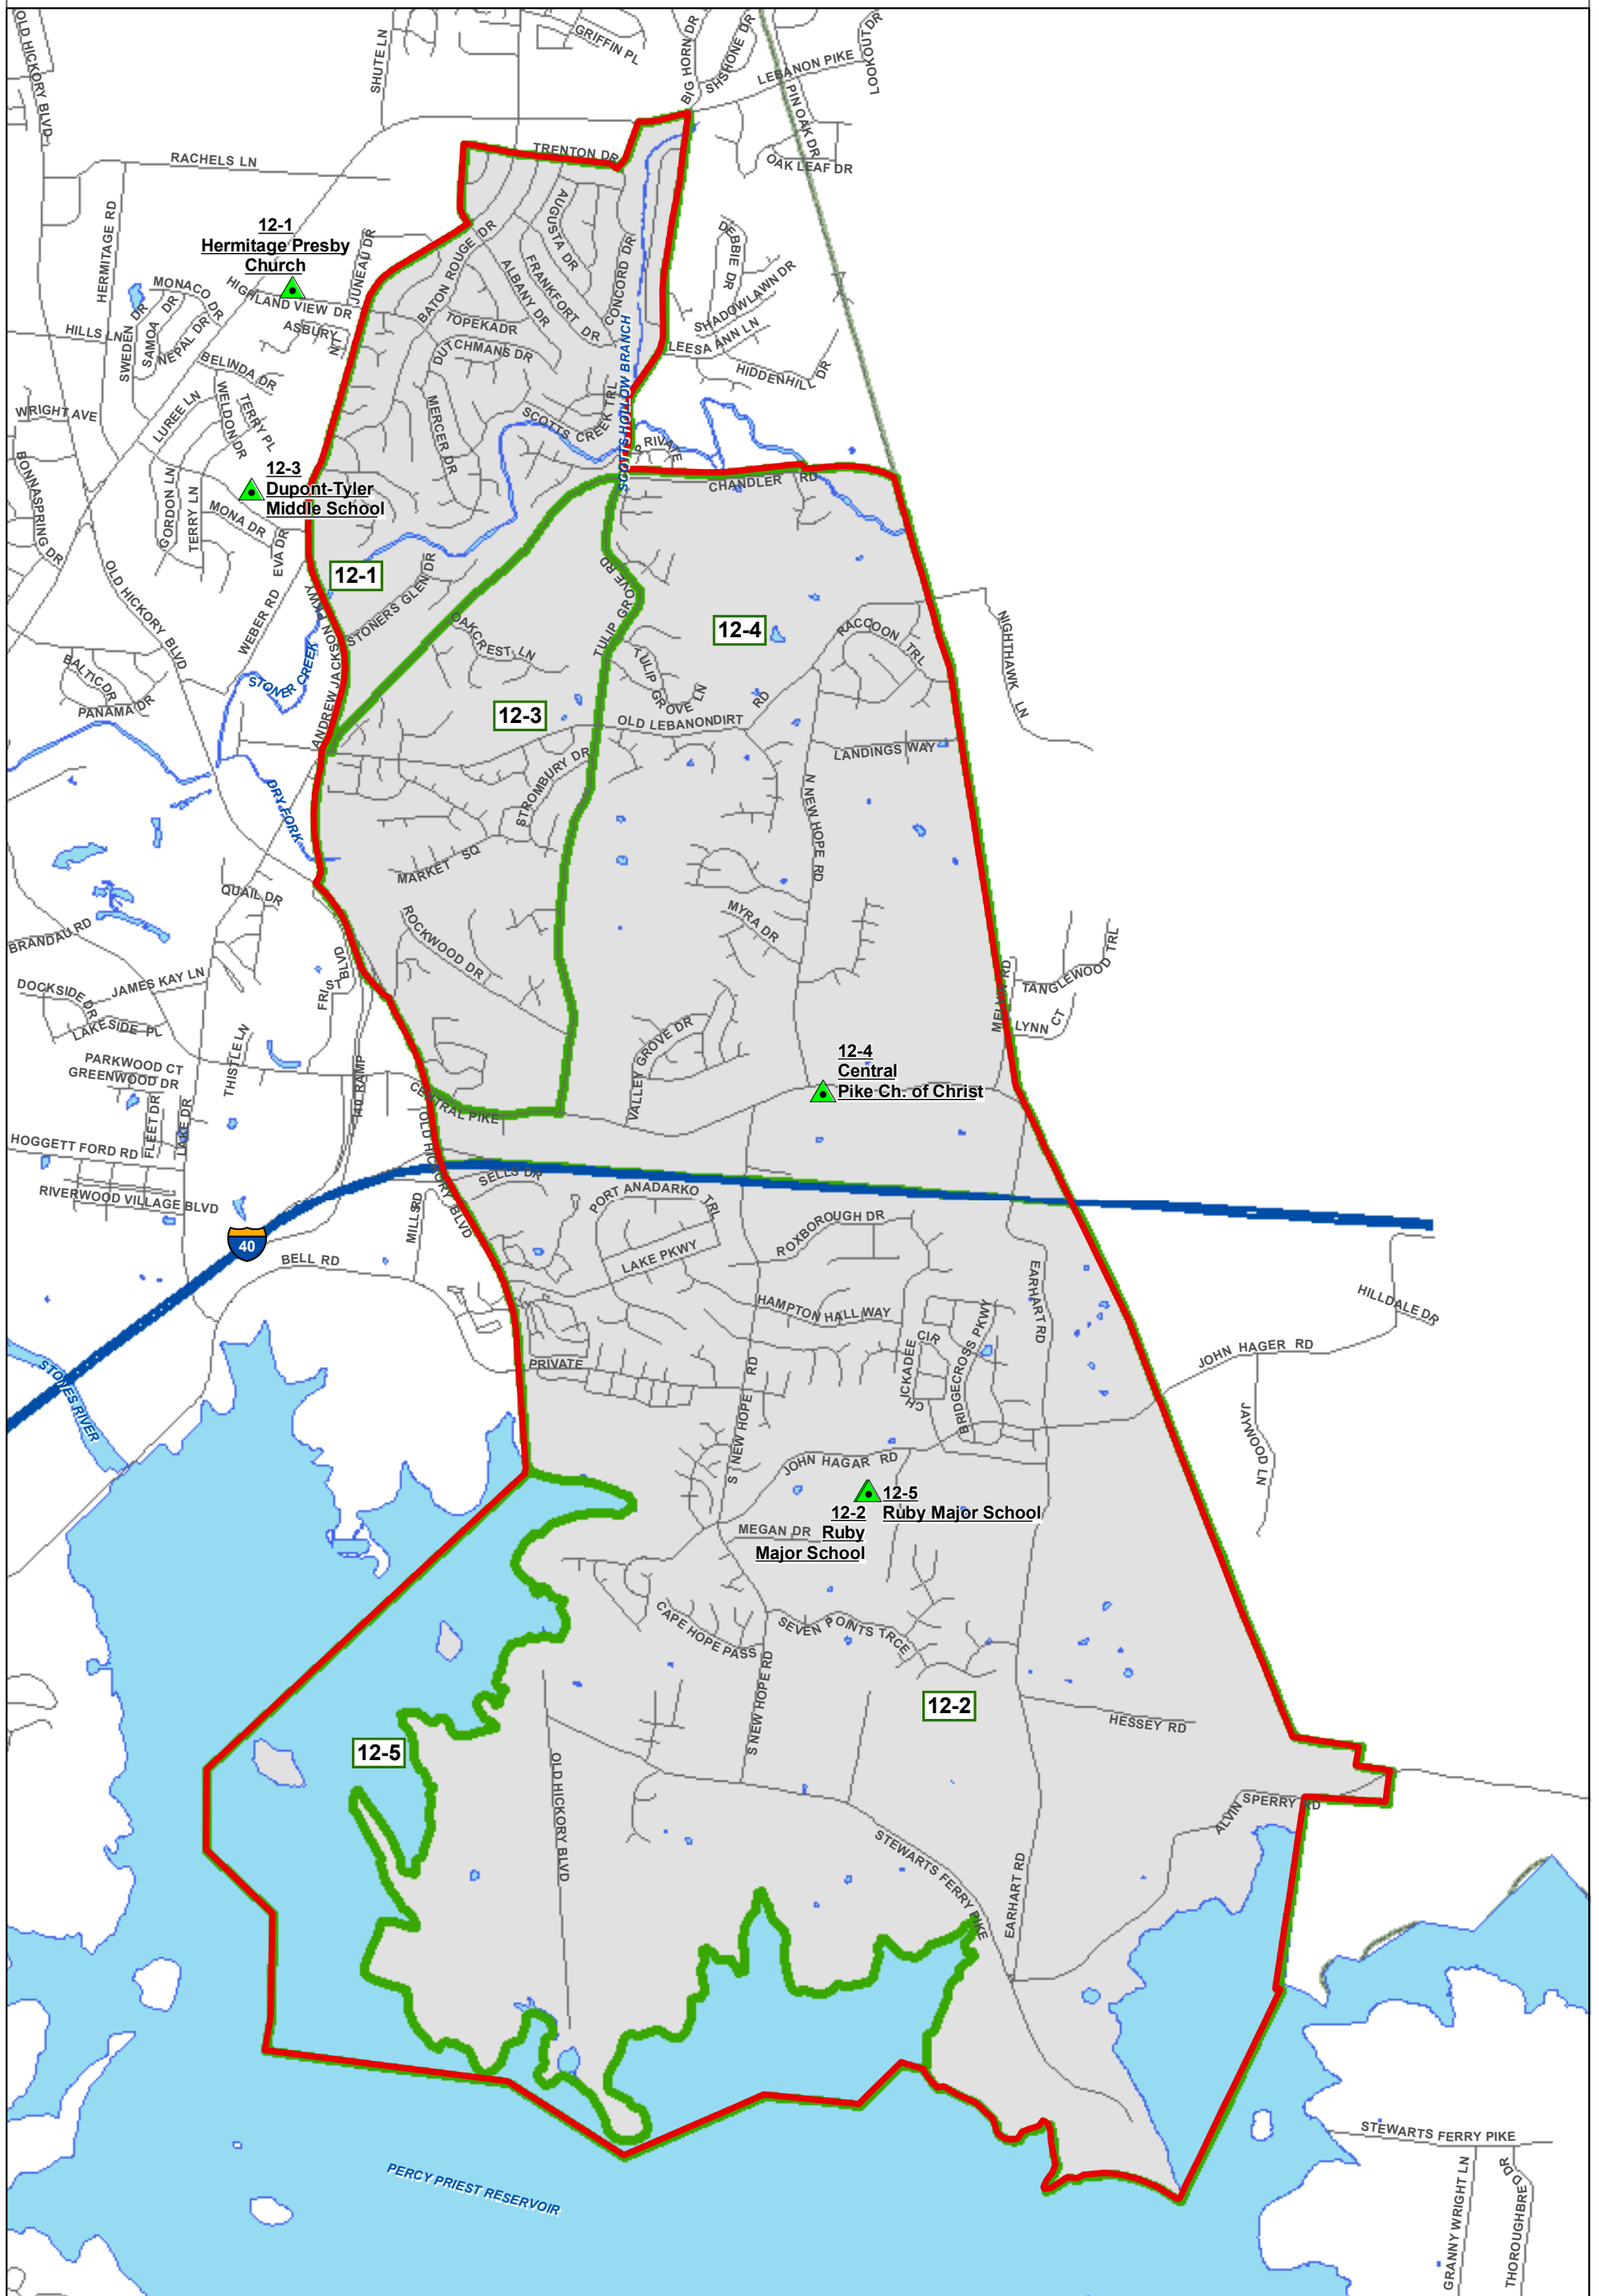 OLD HICKORY BLVD
SHUTE LN
GRIFFIN PL
BIG HORN DR
SHSHONE DR
LEBANON PIKE
LOOKOUT DR
PIN OAK DR
OAK LEAF DR
TRENTON DR
RACHELS LN
HERMITAGE RD
12-1
Hermitage Presby
Church
JUNEAU DR
HIGHLAND VIEW DR
ASBURY LN
MONACO DR
HILLS LN
SWEDEN DR
SAMOA DR
NEPAL DR
BELINDA DR
WRIGHT AVE
LUREE LN
WELDON DR
TERRY PL
BATON ROUGE DR
AUGUSTA DR
ALBANY DR
FRANKFORT DR
CONCORD DR
TOPEKADR
DUTCHMANS DR
MERCER DR
SCOTTS CREEK TRL
SCOTTS HOLLOW BRANCH
PRIVATE
DEBBIE DR
SHADOWLAWN DR
LEESA ANN LN
HIDDENHILL DR
BONNASPRING DR
GORDON LN
TERRY LN
MONA DR
EVA DR
12-3
Dupont-Tyler
Middle School
CHANDLER RD
12-1
OLD HICKORY BLVD
WEBER RD
STONERS GLEN DR
ANDREW JACKSON PKWY
STONER CREEK
BALTIC DR
PANAMA DR
OAKCREST LN
TULIP GROVE RD
TULIP GROVE LN
12-4
RACCOON TRL
NIGHTHAWK LN
12-3
OLD LEBANONDIRT RD
LANDINGS WAY
DRY FORK
STROMBURY DR
MARKET SQ
N NEW HOPE RD
QUAIL DR
BRANDAU RD
ROCKWOOD DR
MYRA DR
FRIST BLVD
JAMES KAY LN
DOCKSIDE DR
LAKESIDE PL
TANGLEWOOD TRL
LYNN CT
THISTLE LN
PARKWOOD CT
GREENWOOD DR
FLEET DR
LAKE DR
I40 RAMP
VALLEY GROVE DR
12-4
Central
Pike Ch. of Christ
CENTRAL PIKE
OLD HICKORY BLVD
HOGGETT FORD RD
RIVERWOOD VILLAGE BLVD
SELLS DR
MILLS RD
PORT ANADARKO TRL
LAKE PKWY
ROXBOROUGH DR
40
BELL RD
HAMPTON HALL WAY
EARHART RD
CHICKADEE CIR
BRIDGECROSS PKWY
HILLDALE DR
JOHN HAGER RD
JAYWOOD LN
PRIVATE
STONES RIVER
S NEW HOPE RD
JOHN HAGAR RD
12-5
Ruby Major School
12-2
Ruby
Major School
MEGAN DR
CAPE HOPE PASS
SEVEN POINTS TRCE
S NEW HOPE RD
12-2
HESSEY RD
12-5
OLD HICKORY BLVD
ALVIN SPERRY RD
STEWARTS FERRY PIKE
EARHART RD
PERCY PRIEST RESERVOIR
STEWARTS FERRY PIKE
GRANNY WRIGHT LN
THOROUGHBRED DR